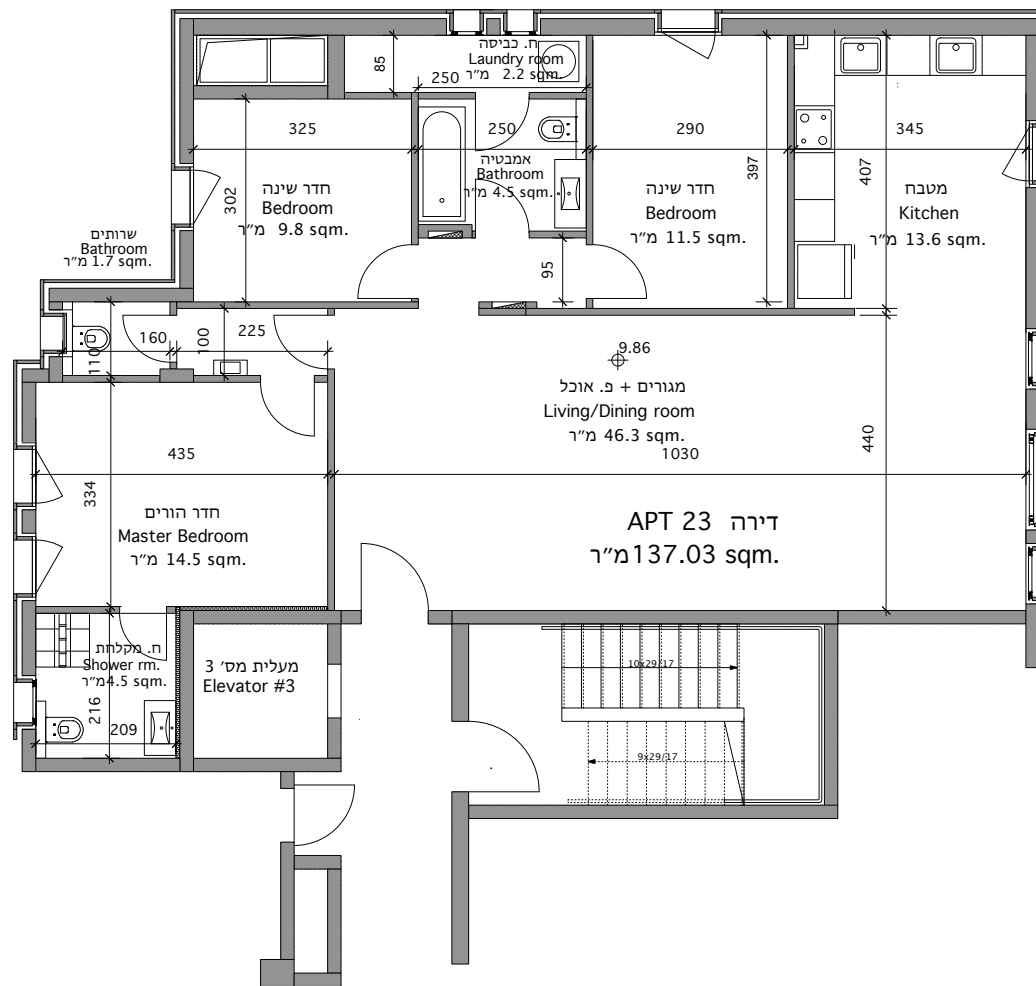 ח. כביסה
Laundry room
2.2 sqm. מ״ר
85
250
325
250
290
345
אמבטיה
Bathroom
4.5 sqm. מ״ר
302
חדר שינה
Bedroom
9.8 sqm. מ״ר
397
חדר שינה
Bedroom
11.5 sqm. מ״ר
407
מטבח
Kitchen
13.6 sqm. מ״ר
שרותים
Bathroom
1.7 sqm. מ״ר
95
160
110
100
225
9.86
מגורים + פ. אוכל
Living/Dining room
46.3 sqm. מ״ר
440
435
1030
334
חדר הורים
Master Bedroom
14.5 sqm. מ״ר
דירה APT 23
137.03 sqm. מ״ר
ח. מקלחת
Shower rm.
4.5 sqm. מ״ר
216
209
מעלית מס׳ 3
Elevator #3
10x29/17
9x29/17